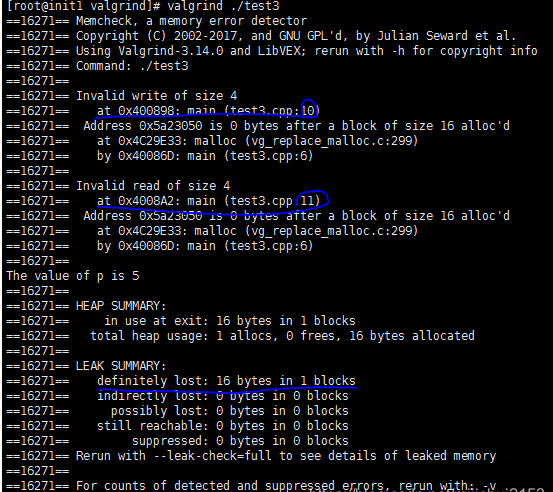 [root@init1 valgrind]# valgrind ./test3
==16271== Memcheck, a memory error detector
==16271== Copyright (C) 2002-2017, and GNU GPL'd, by Julian Seward et al.
==16271== Using Valgrind-3.14.0 and LibVEX; rerun with -h for copyright info
==16271== Command: ./test3
==16271==
==16271== Invalid write of size 4
==16271==    at 0x400898: main (test3.cpp:10)
==16271==  Address 0x5a23050 is 0 bytes after a block of size 16 alloc'd
==16271==    at 0x4C29E33: malloc (vg_replace_malloc.c:299)
==16271==    by 0x40086D: main (test3.cpp:6)
==16271==
==16271== Invalid read of size 4
==16271==    at 0x4008A2: main (test3.cpp:11)
==16271==  Address 0x5a23050 is 0 bytes after a block of size 16 alloc'd
==16271==    at 0x4C29E33: malloc (vg_replace_malloc.c:299)
==16271==    by 0x40086D: main (test3.cpp:6)
==16271==
The value of p is 5
==16271==
==16271== HEAP SUMMARY:
==16271==     in use at exit: 16 bytes in 1 blocks
==16271==   total heap usage: 1 allocs, 0 frees, 16 bytes allocated
==16271==
==16271== LEAK SUMMARY:
==16271==    definitely lost: 16 bytes in 1 blocks
==16271==    indirectly lost: 0 bytes in 0 blocks
==16271==      possibly lost: 0 bytes in 0 blocks
==16271==    still reachable: 0 bytes in 0 blocks
==16271==         suppressed: 0 bytes in 0 blocks
==16271== Rerun with --leak-check=full to see details of leaked memory
==16271==
==16271== For counts of detected and suppressed errors, rerun with: -v